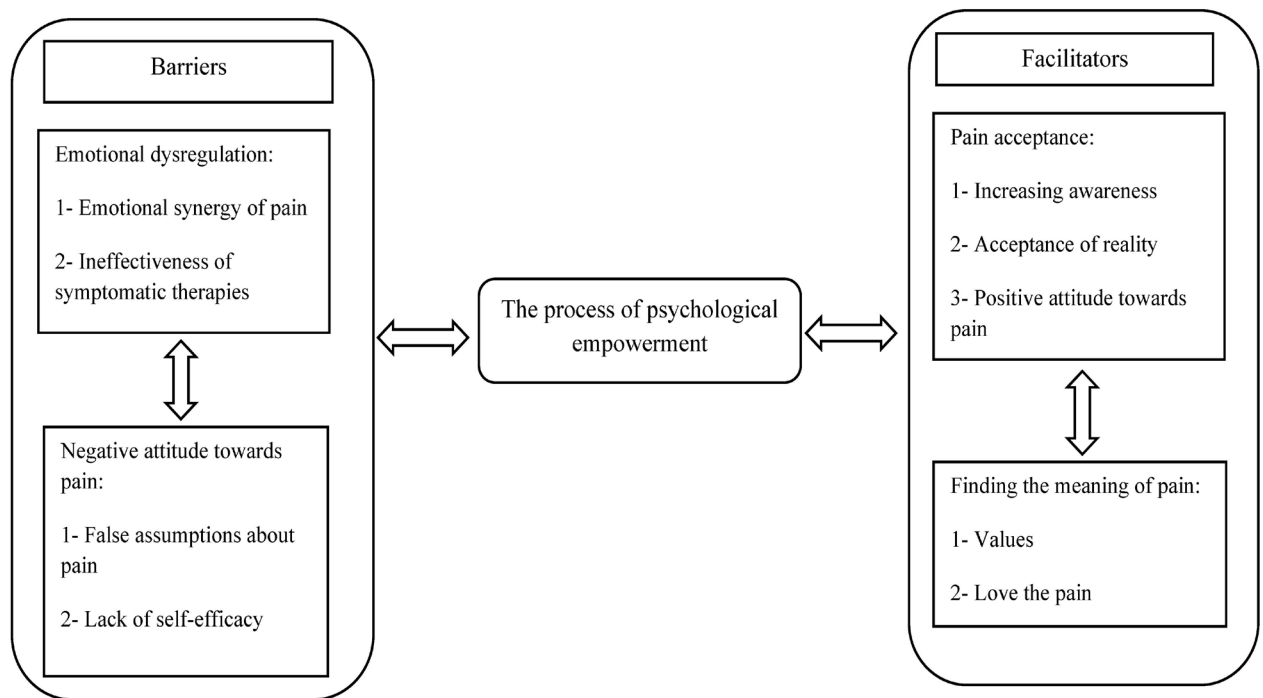 Barriers
Emotional dysregulation:
1- Emotional synergy of pain
2- Ineffectiveness of
symptomatic therapies
Negative attitude towards
pain:
1- False assumptions about
pain
2- Lack of self-efficacy
The process of psychological
empowerment
Facilitators
Pain acceptance:
1- Increasing awareness
2- Acceptance of reality
3- Positive attitude towards
pain
Finding the meaning of pain:
1- Values
2- Love the pain